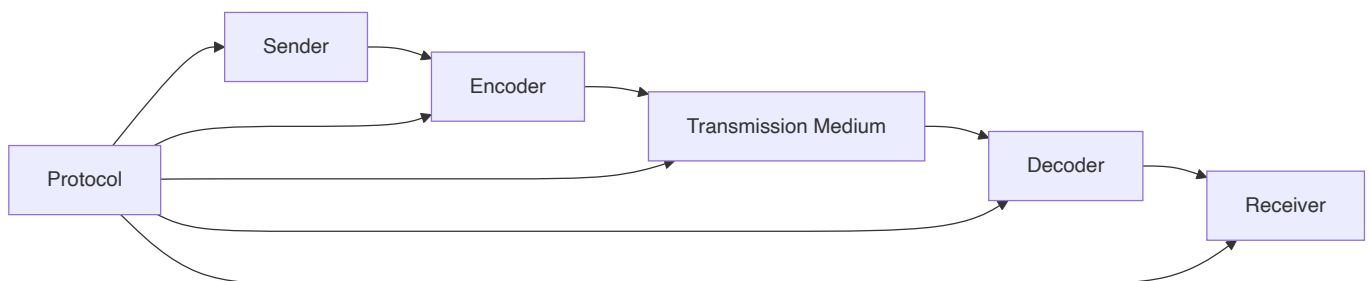 Sender
Encoder
Transmission Medium
Decoder
Protocol
Receiver